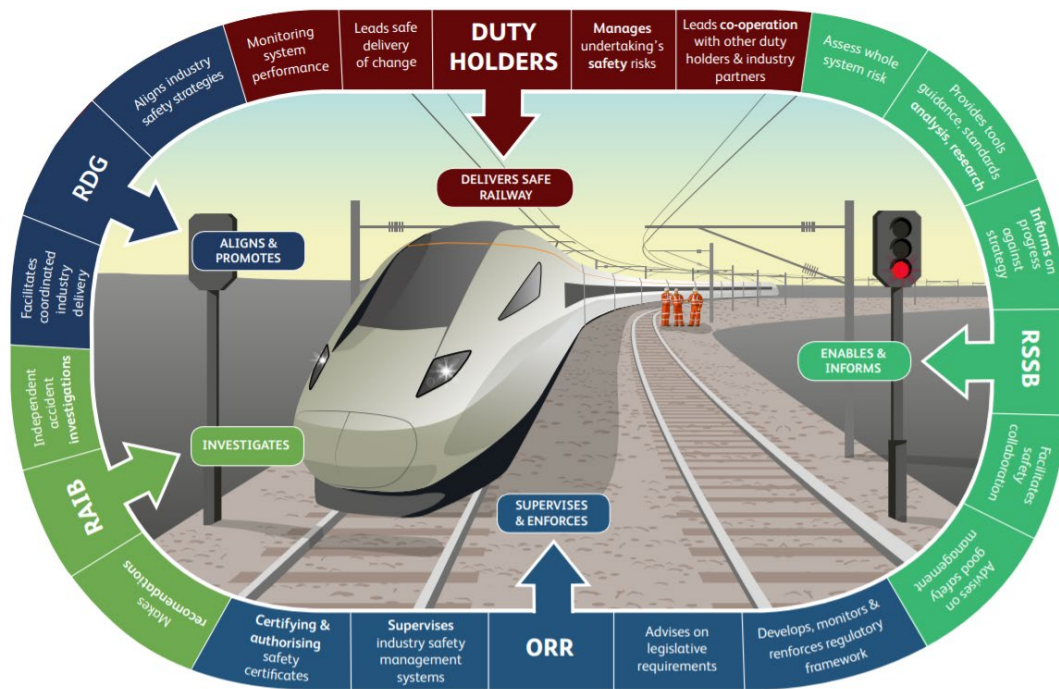 DUTY
HOLDERS
Manages
undertaking's
safety risks
Leads co-operation
with other duty
holders & industry
partners
Assess whole
system risk
Provides tools
guidance, standards
analysis, research
Informs on
progress
against
strategy
RSSB
Facilitates
safety
collaboration
Advises on
good safety
management
Develops, monitors &
renforces regulatory
framework
Advises on
legislative
requirements
ORR
Supervises
industry safety
management
systems
Certifying &
authorising
safety
certificates
Makes
recomendations
RAIB
Independent
accident
investigations
Facilitates
coordinated
industry
delivery
RDG
Aligns industry
safety strategies
Monitoring
system
performance
Leads safe
delivery
of change
DELIVERS SAFE
RAILWAY
ALIGNS &
PROMOTES
ENABLES &
INFORMS
INVESTIGATES
SUPERVISES
& ENFORCES